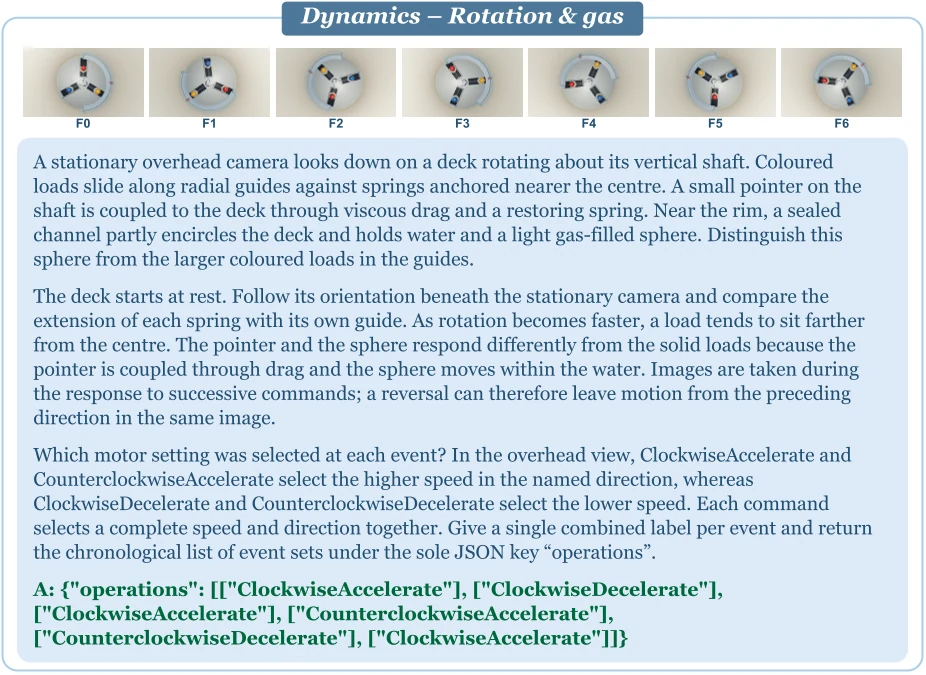 Dynamics – Rotation & gas
F0
F1
F2
F3
F4
F5
F6
A stationary overhead camera looks down on a deck rotating about its vertical shaft. Coloured
loads slide along radial guides against springs anchored nearer the centre. A small pointer on the
shaft is coupled to the deck through viscous drag and a restoring spring. Near the rim, a sealed
channel partly encircles the deck and holds water and a light gas-filled sphere. Distinguish this
sphere from the larger coloured loads in the guides.
The deck starts at rest. Follow its orientation beneath the stationary camera and compare the
extension of each spring with its own guide. As rotation becomes faster, a load tends to sit farther
from the centre. The pointer and the sphere respond differently from the solid loads because the
pointer is coupled through drag and the sphere moves within the water. Images are taken during
the response to successive commands; a reversal can therefore leave motion from the preceding
direction in the same image.
Which motor setting was selected at each event? In the overhead view, ClockwiseAccelerate and
CounterclockwiseAccelerate select the higher speed in the named direction, whereas
ClockwiseDecelerate and CounterclockwiseDecelerate select the lower speed. Each command
selects a complete speed and direction together. Give a single combined label per event and return
the chronological list of event sets under the sole JSON key “operations”.
A: {"operations": [["ClockwiseAccelerate"], ["ClockwiseDecelerate"],
["ClockwiseAccelerate"], ["CounterclockwiseAccelerate"],
["CounterclockwiseDecelerate"], ["ClockwiseAccelerate"]]}